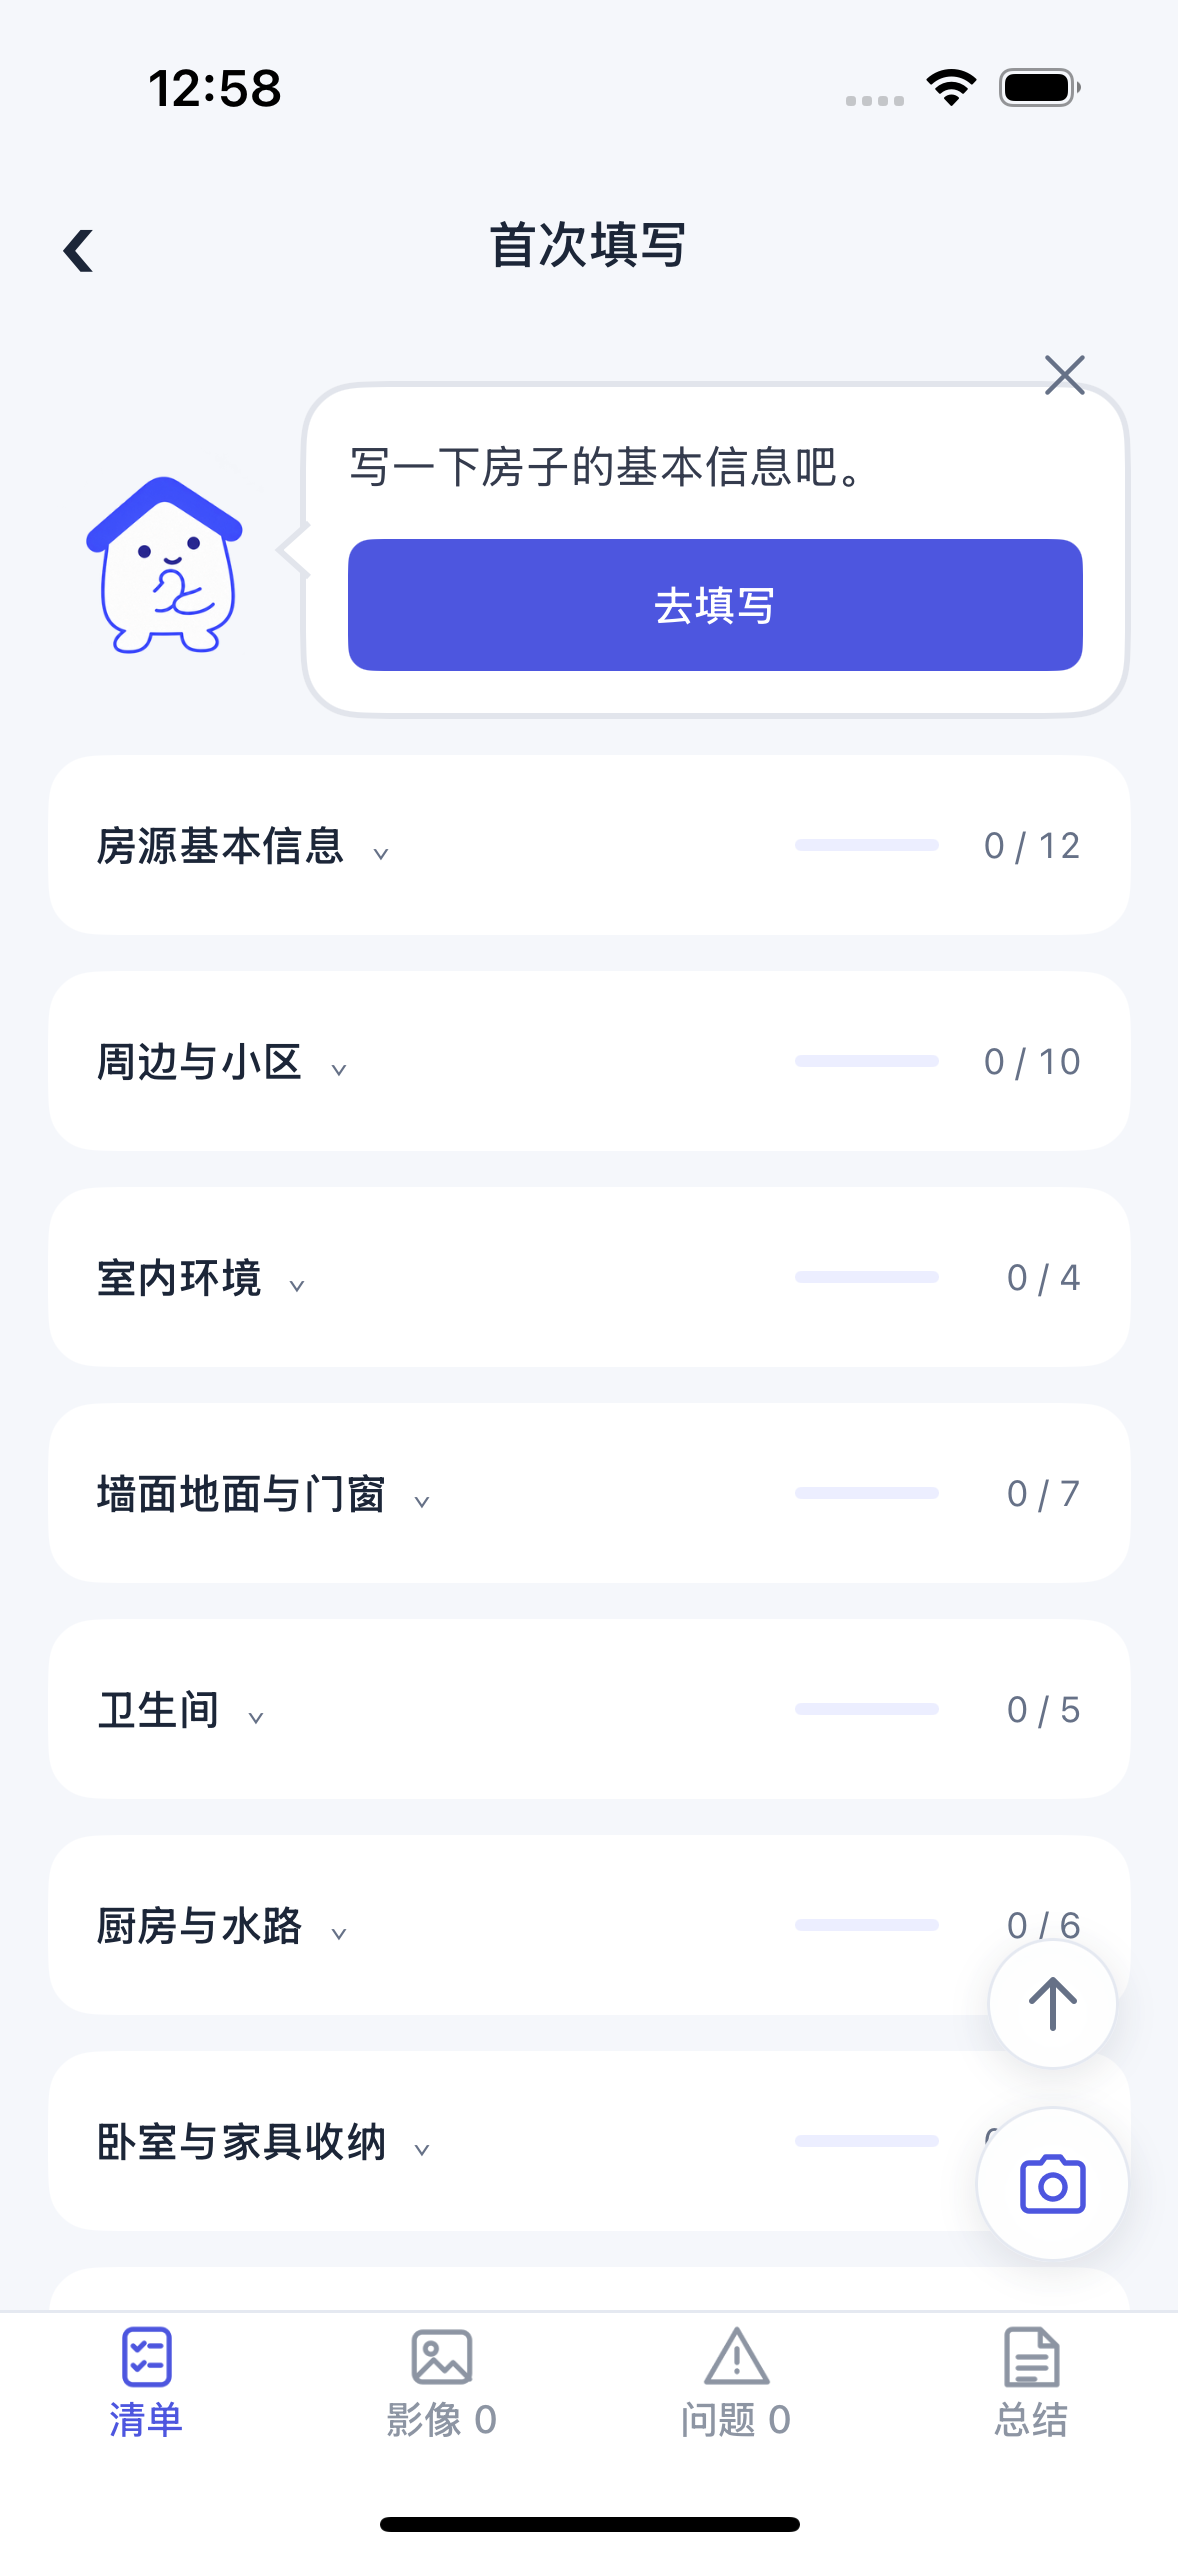 12:58
首次填写
写一下房子的基本信息吧。
去填写
房源基本信息 0 / 12
周边与小区 0 / 10
室内环境 0 / 4
墙面地面与门窗 0 / 7
卫生间 0 / 5
厨房与水路 0 / 6
卧室与家具收纳
清单 影像 0 问题 0 总结